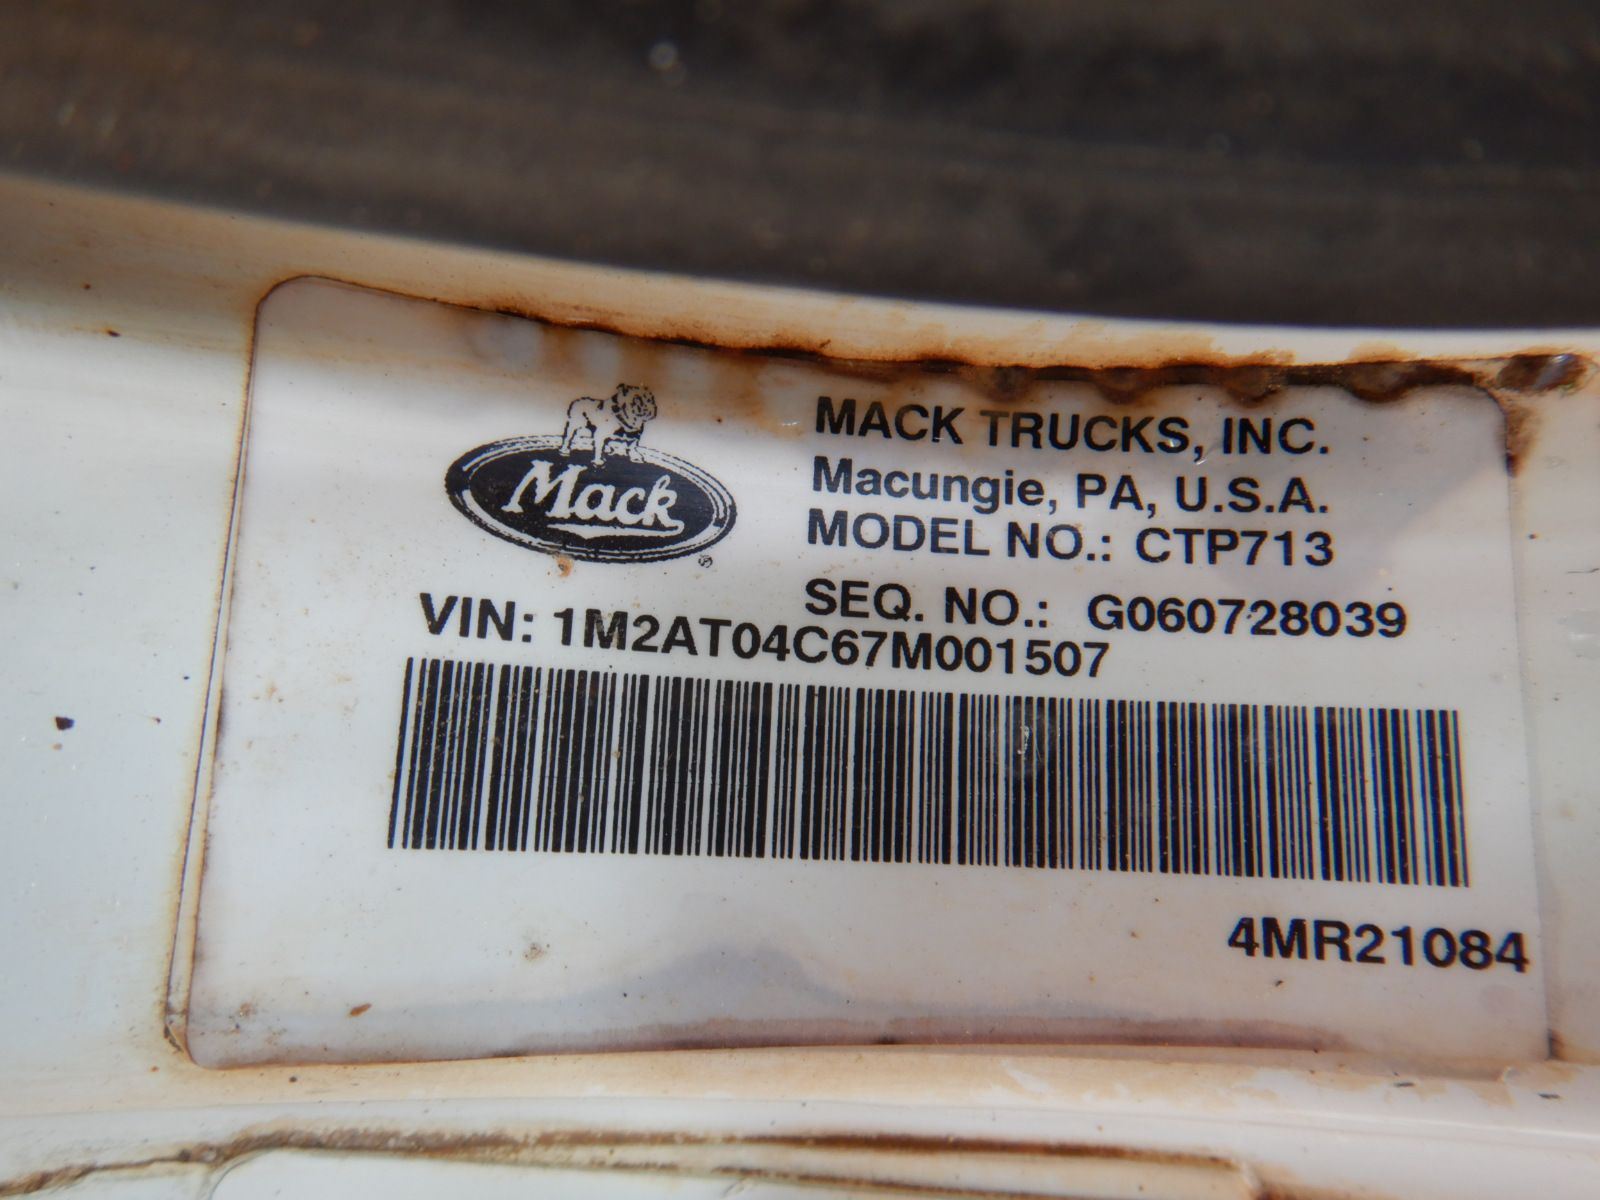 Mack
MACK TRUCKS, INC.
Macungie, PA, U.S.A.
MODEL NO.: CTP713
SEQ. NO.: G060728039
VIN: 1M2AT04C67M001507
4MR21084